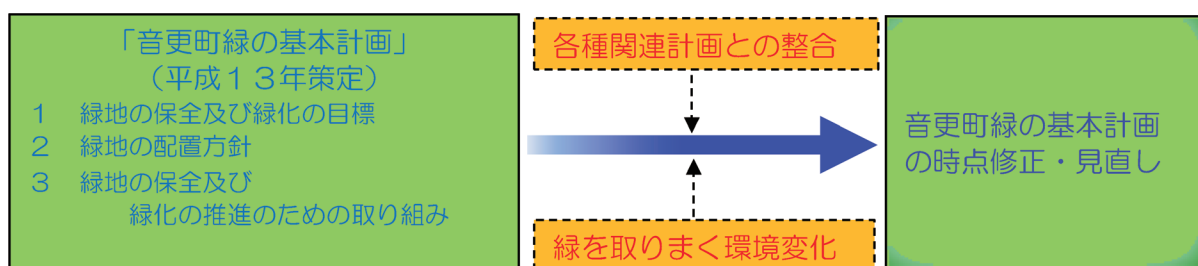 「音更町緑の基本計画」
（平成１３年策定）
１　緑地の保全及び緑化の目標
２　緑地の配置方針
３　緑地の保全及び
緑化の推進のための取り組み
各種関連計画との整合
緑を取りまく環境変化
音更町緑の基本計画
の時点修正・見直し